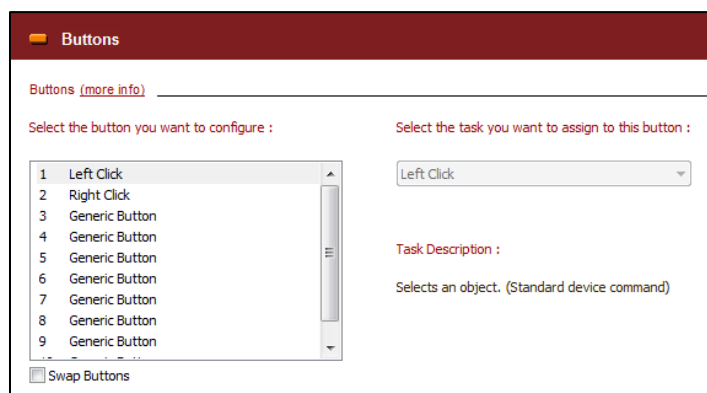 Buttons
Buttons (more info)
Select the button you want to configure :
1 Left Click
2 Right Click
3 Generic Button
4 Generic Button
5 Generic Button
6 Generic Button
7 Generic Button
8 Generic Button
9 Generic Button
Swap Buttons
Select the task you want to assign to this button :
Left Click
Task Description :
Selects an object. (Standard device command)